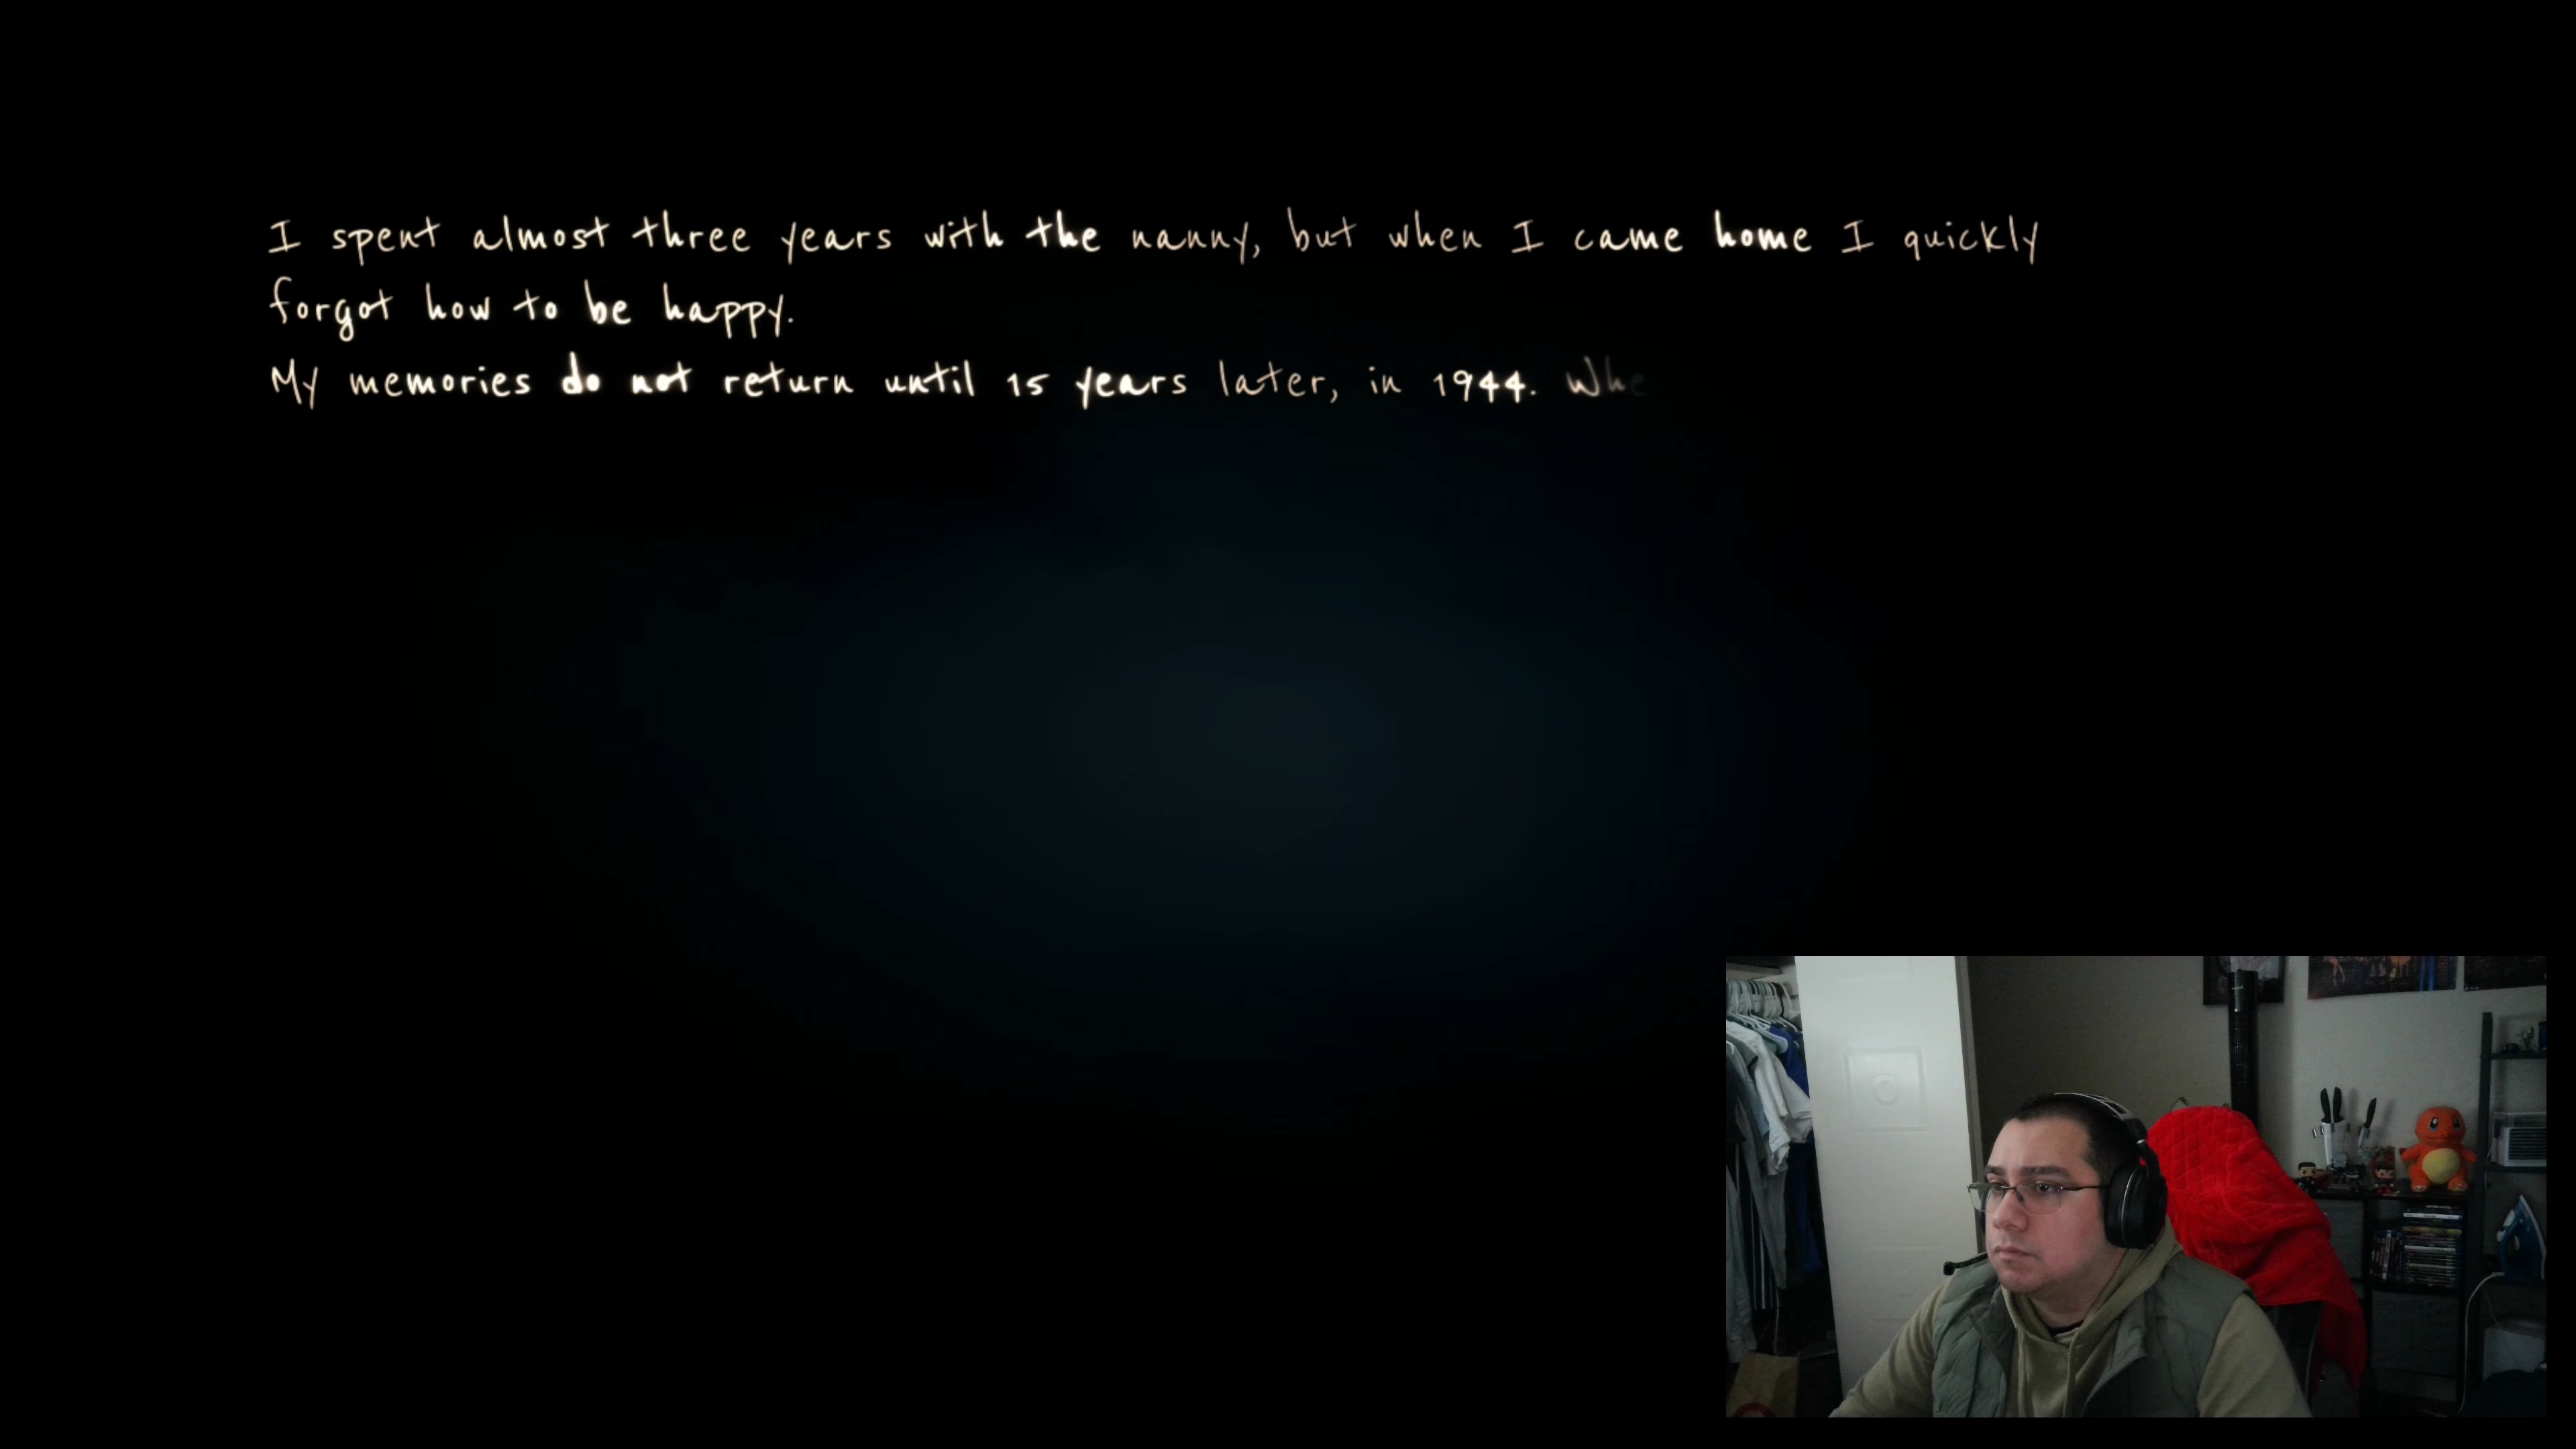 I spent almost three years with the nanny, but when I came home I quickly
forgot how to be happy.
My memories do not return until 15 years later, in 1944. Whe